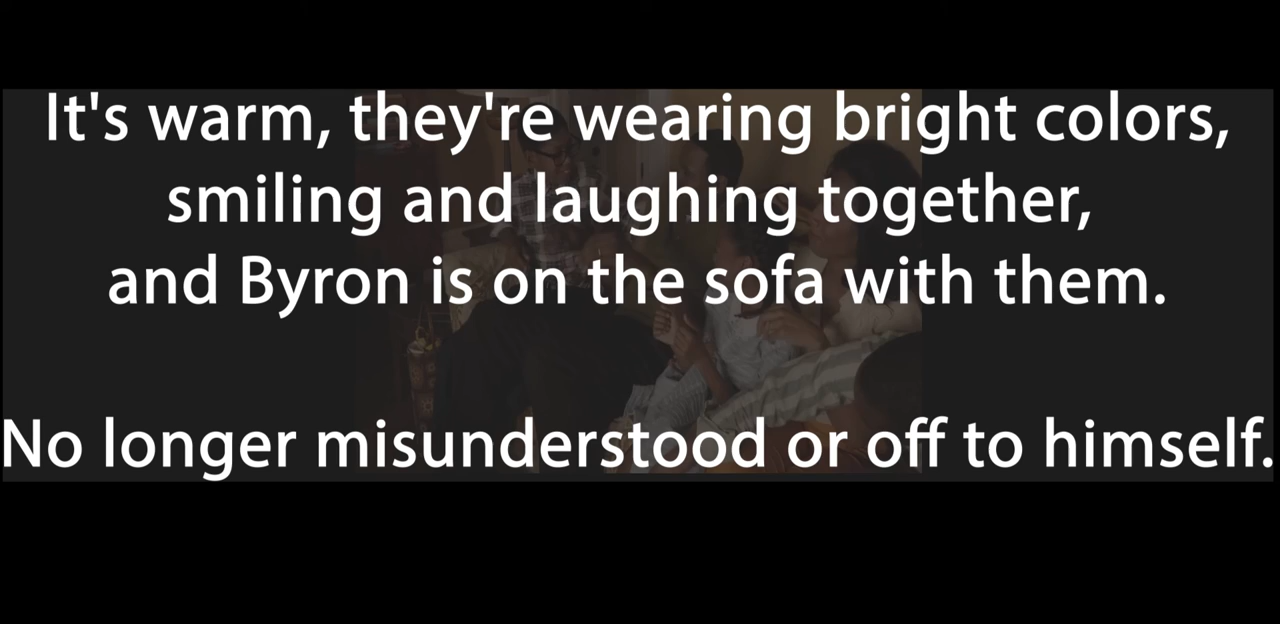 It's warm, they're wearing bright colors,
smiling and laughing together,
and Byron is on the sofa with them.
No longer misunderstood or off to himself.